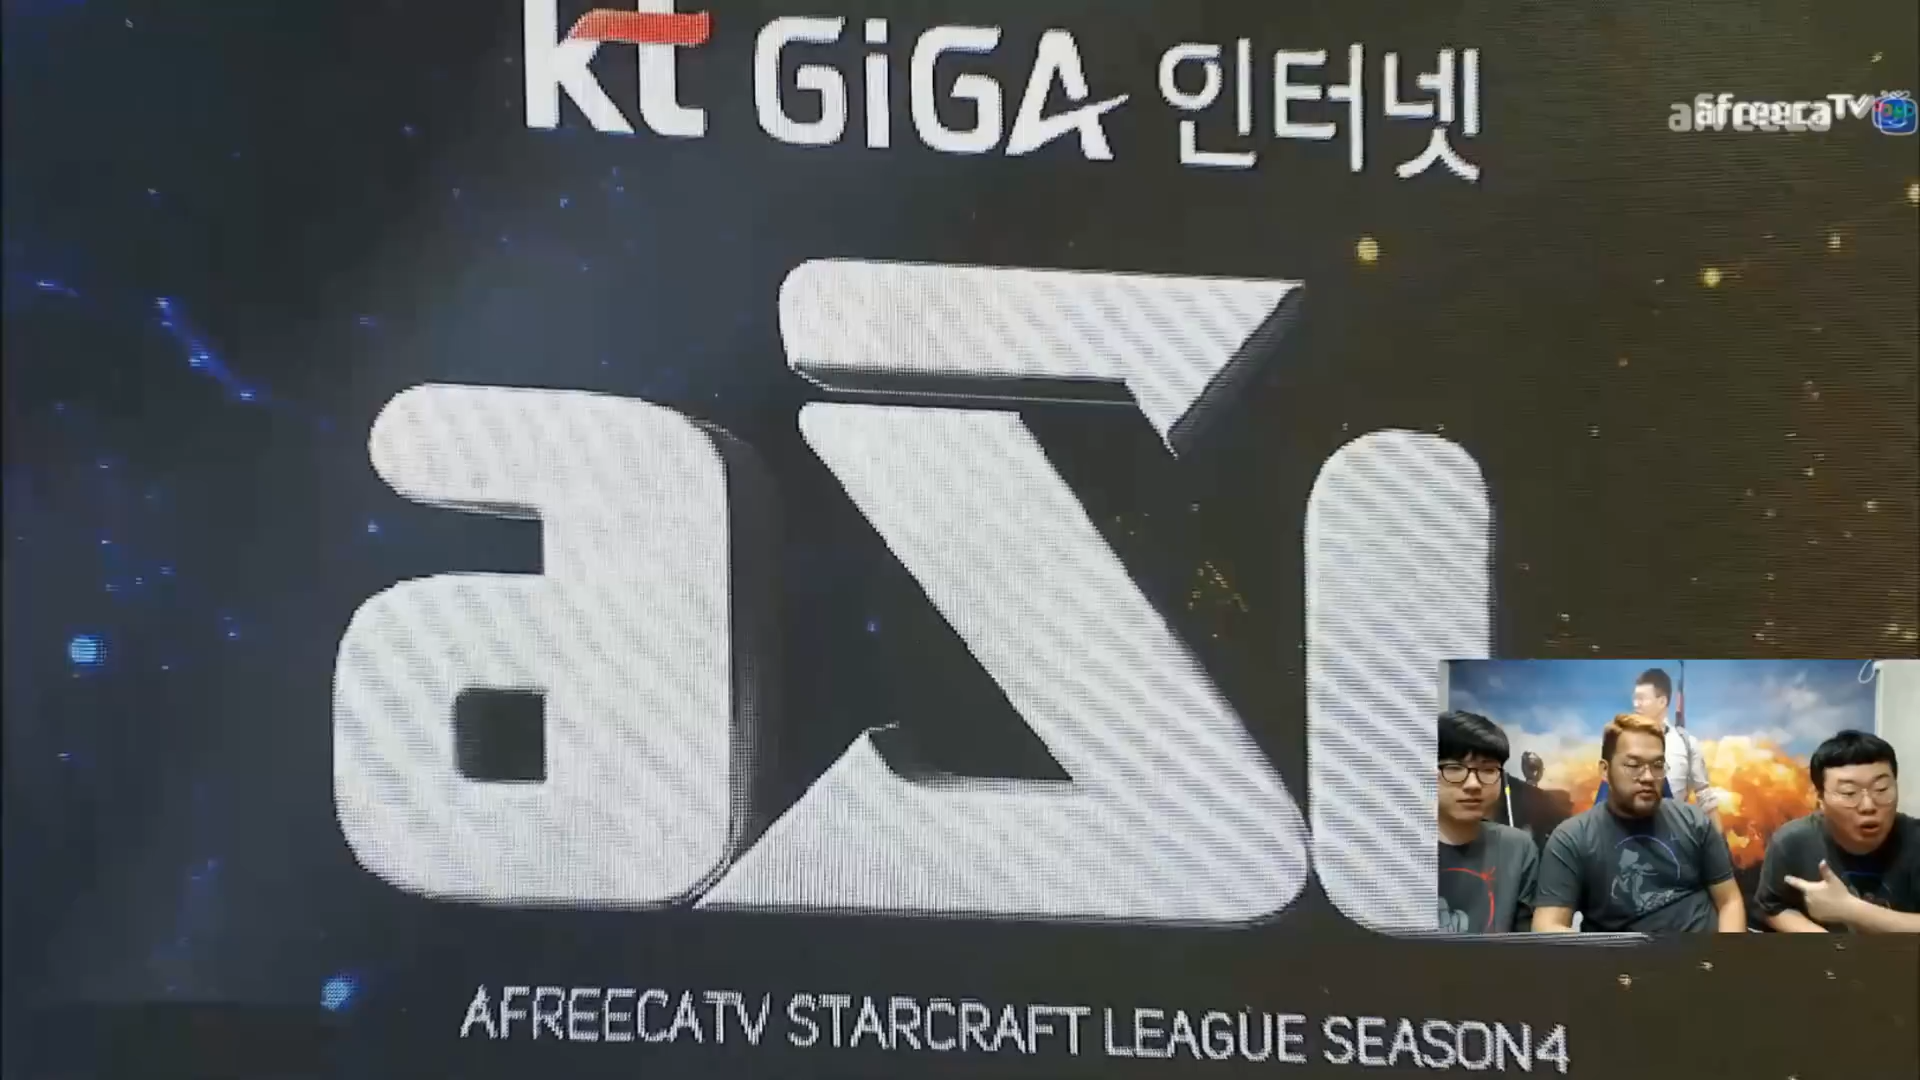 kt GiGA 인터넷
afreecaTV
aSl
AFREECATV STARCRAFT LEAGUE SEASON4